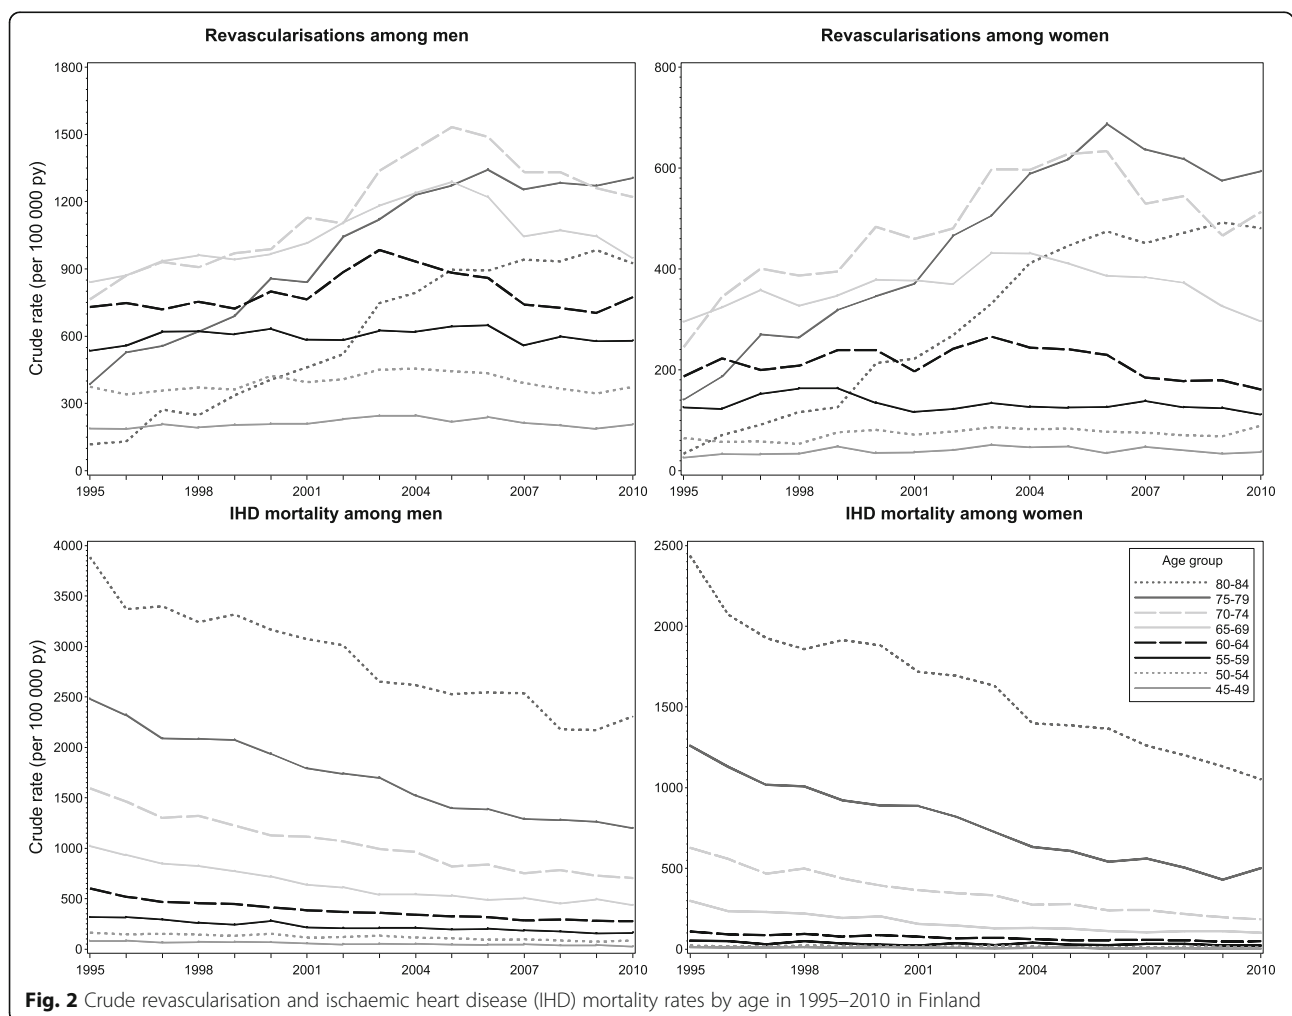 Revascularisations among men
Revascularisations among women
Crude rate (per 100 000 py)
1800
1500
1200
900
600
300
0
1995 1998 2001 2004 2007 2010
800
600
400
200
0
1995 1998 2001 2004 2007 2010
IHD mortality among men
IHD mortality among women
Crude rate (per 100 000 py)
4000
3500
3000
2500
2000
1500
1000
500
0
1995 1998 2001 2004 2007 2010
2500
2000
1500
1000
500
0
1995 1998 2001 2004 2007 2010
Age group
80-84
75-79
70-74
65-69
60-64
55-59
50-54
45-49
Fig. 2 Crude revascularisation and ischaemic heart disease (IHD) mortality rates by age in 1995–2010 in Finland